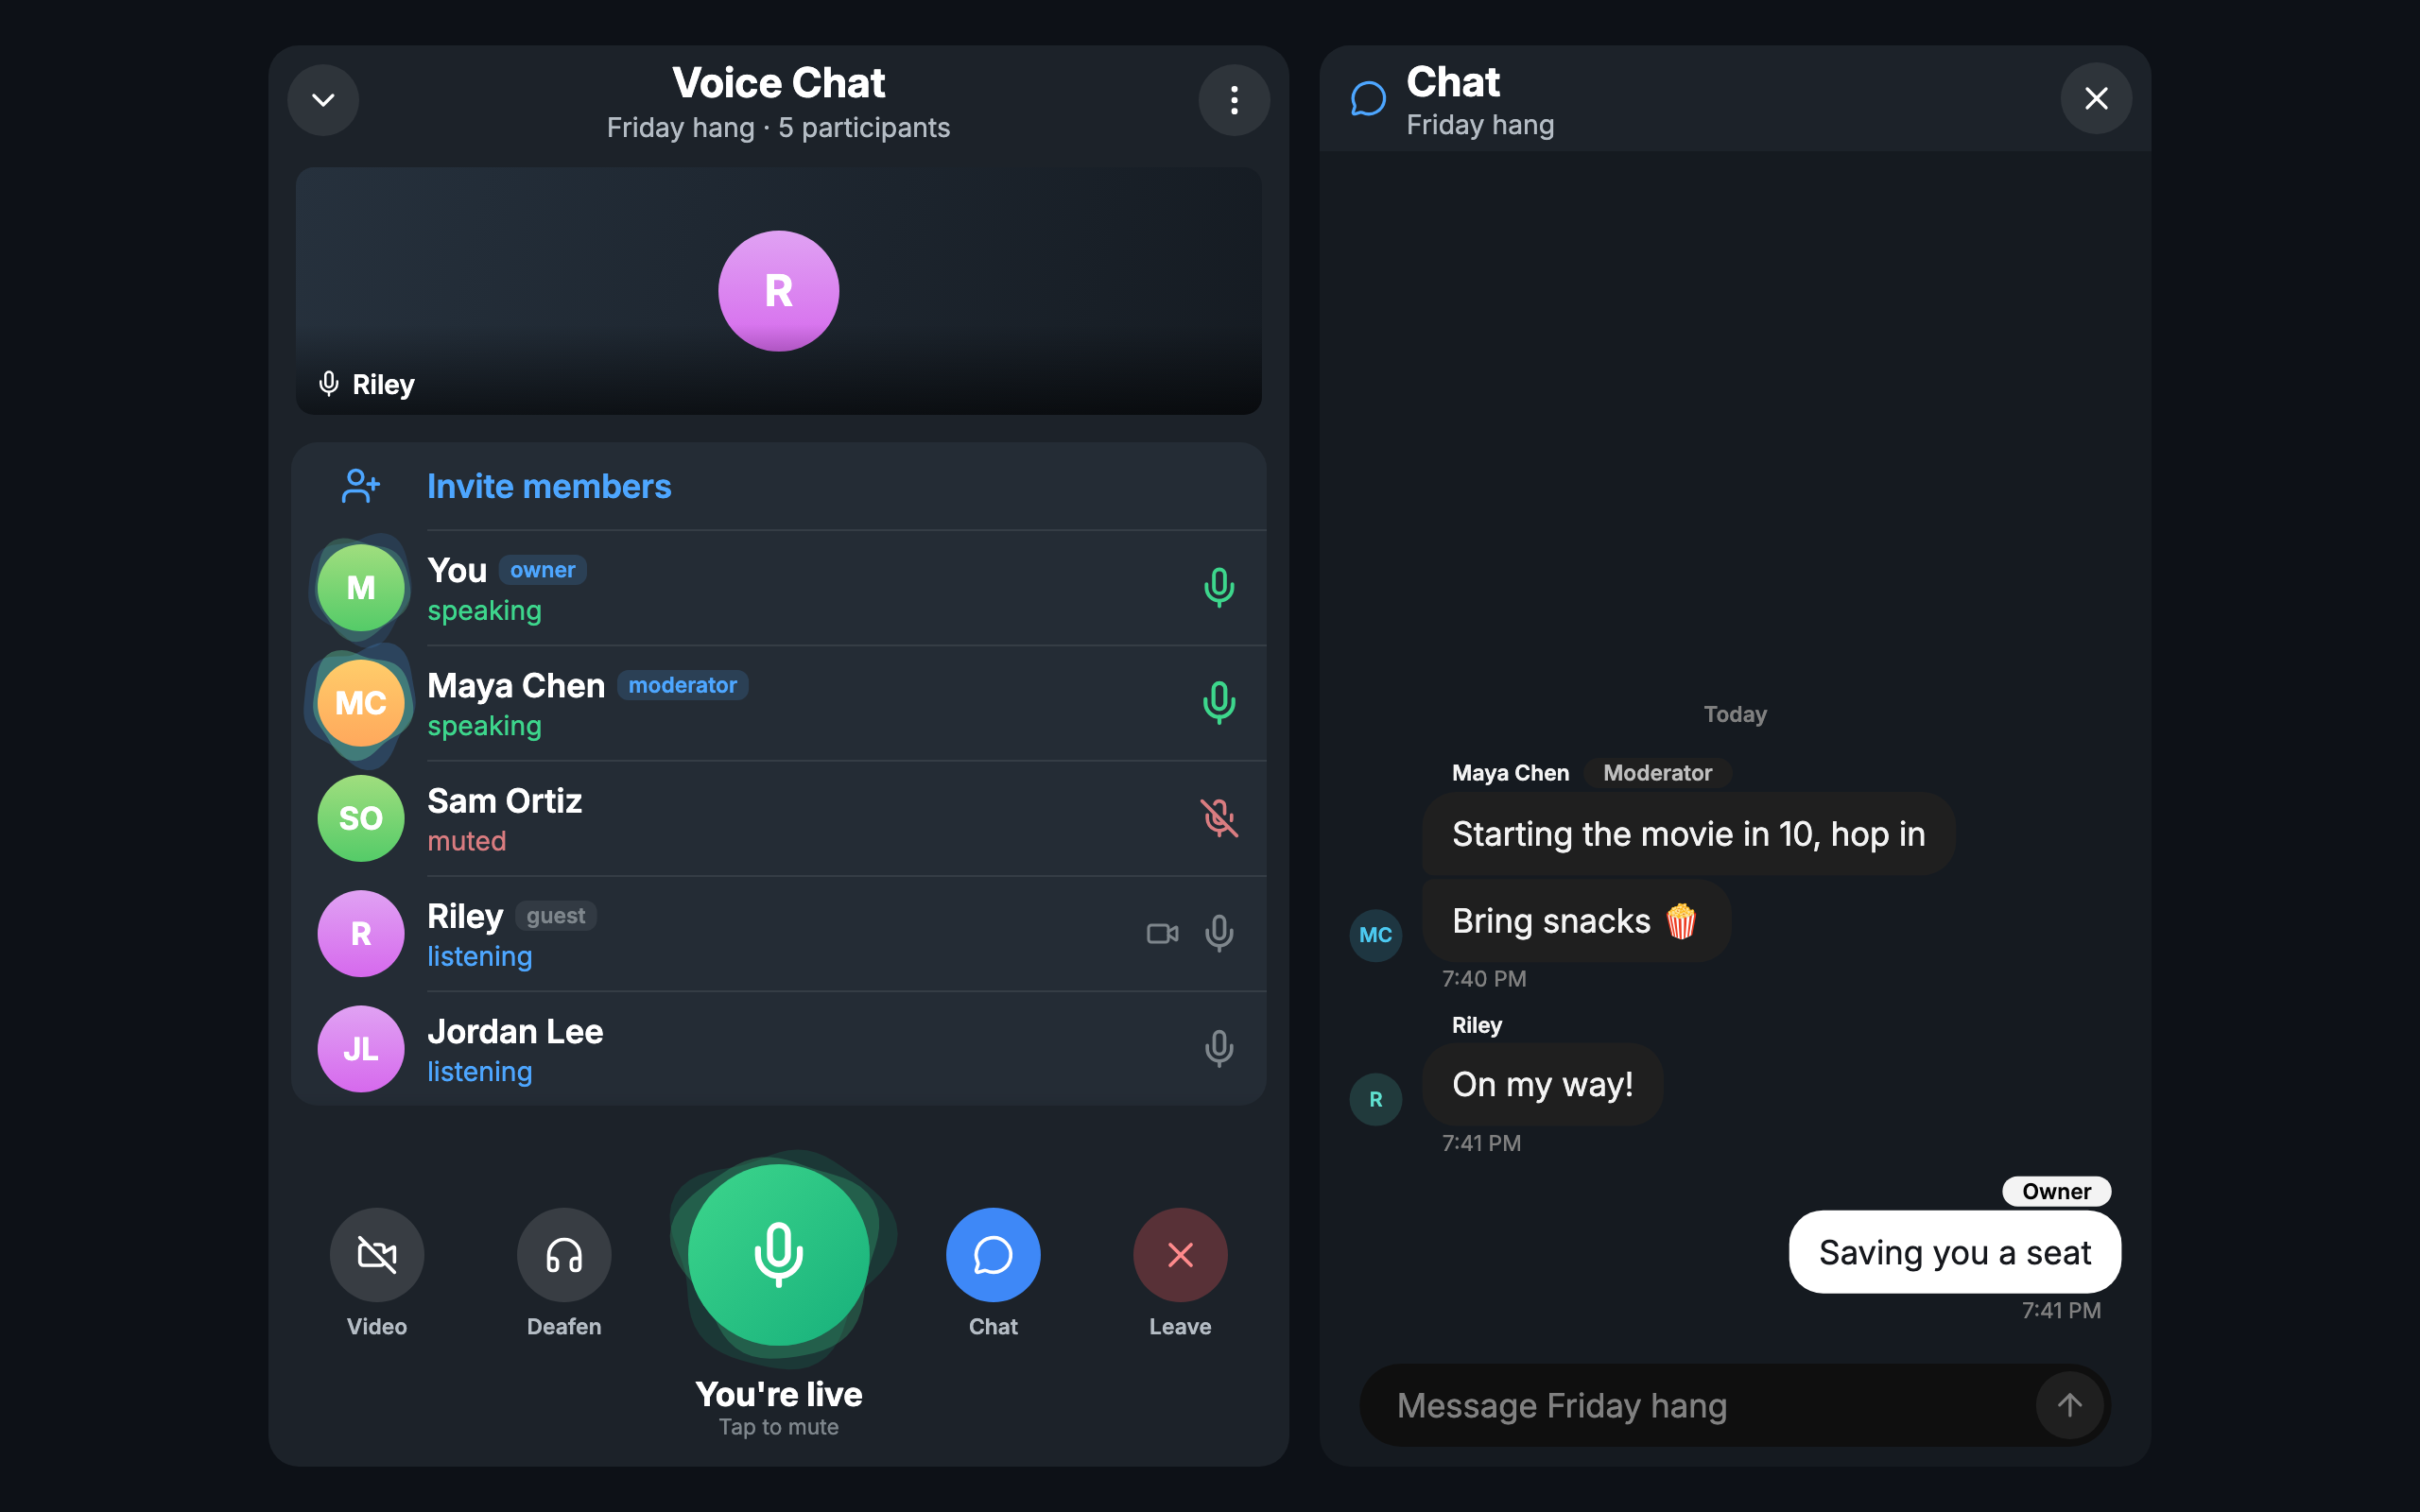 Voice Chat
Friday hang · 5 participants
R
Riley
Invite members
M
You owner
speaking
MC
Maya Chen moderator
speaking
SO
Sam Ortiz
muted
R
Riley guest
listening
JL
Jordan Lee
listening
Video
Deafen
Chat
Leave
You're live
Tap to mute
Chat
Friday hang
Today
Maya Chen Moderator
Starting the movie in 10, hop in
Bring snacks 🍿
MC
7:40 PM
Riley
On my way!
R
7:41 PM
Owner
Saving you a seat
7:41 PM
Message Friday hang